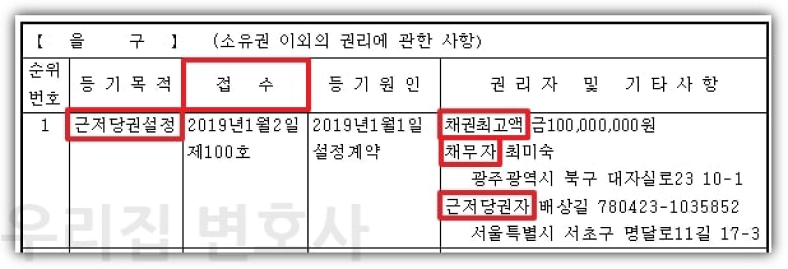 【 을 구 】 (소유권 이외의 권리에 관한 사항)
순위번호 등기목적 접수 등기원인 권리자 및 기타사항
1 근저당권설정 2019년1월2일 2019년1월1일 채권최고액 금100,000,000원
제100호 설정계약 채무자 최미숙
광주광역시 북구 대자실로23 10-1
근저당권자 배상길 780423-1035852
서울특별시 서초구 명달로11길 17-3
우리집 변호사